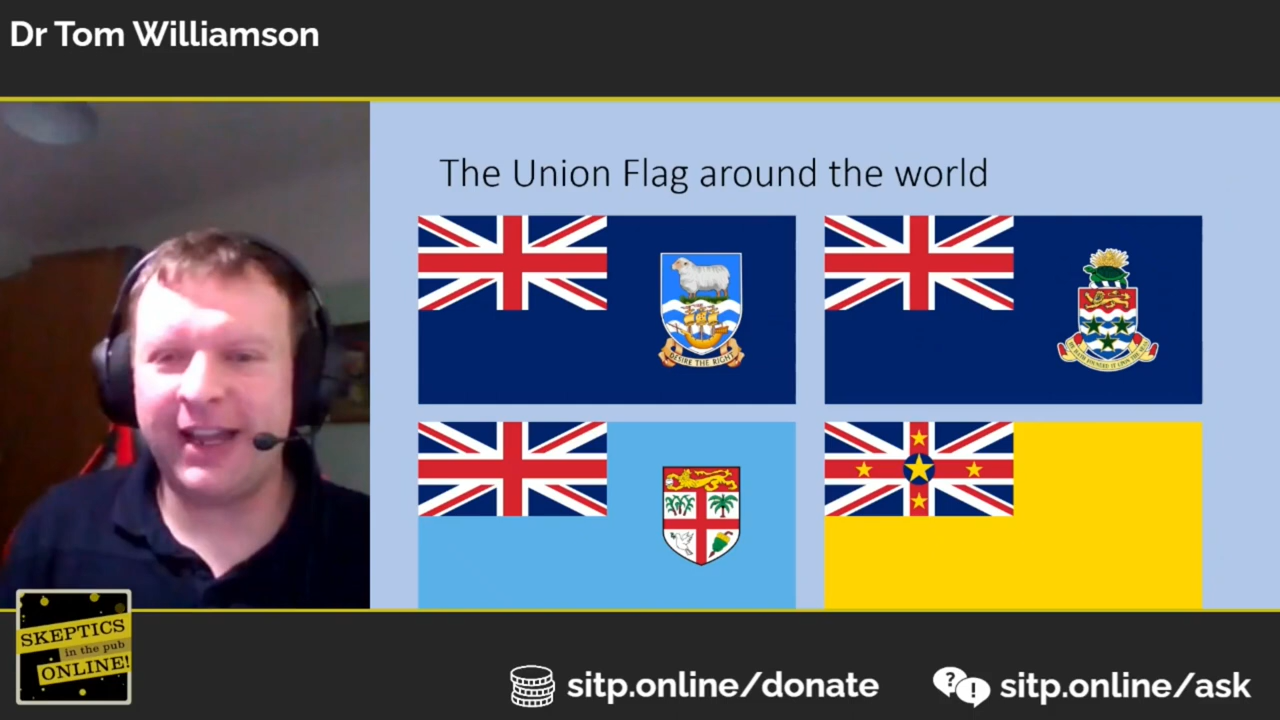 Dr Tom Williamson
The Union Flag around the world
DESIRE THE RIGHT
SKEPTICS
in the pub
ONLINE!
sitp.online/donate
sitp.online/ask